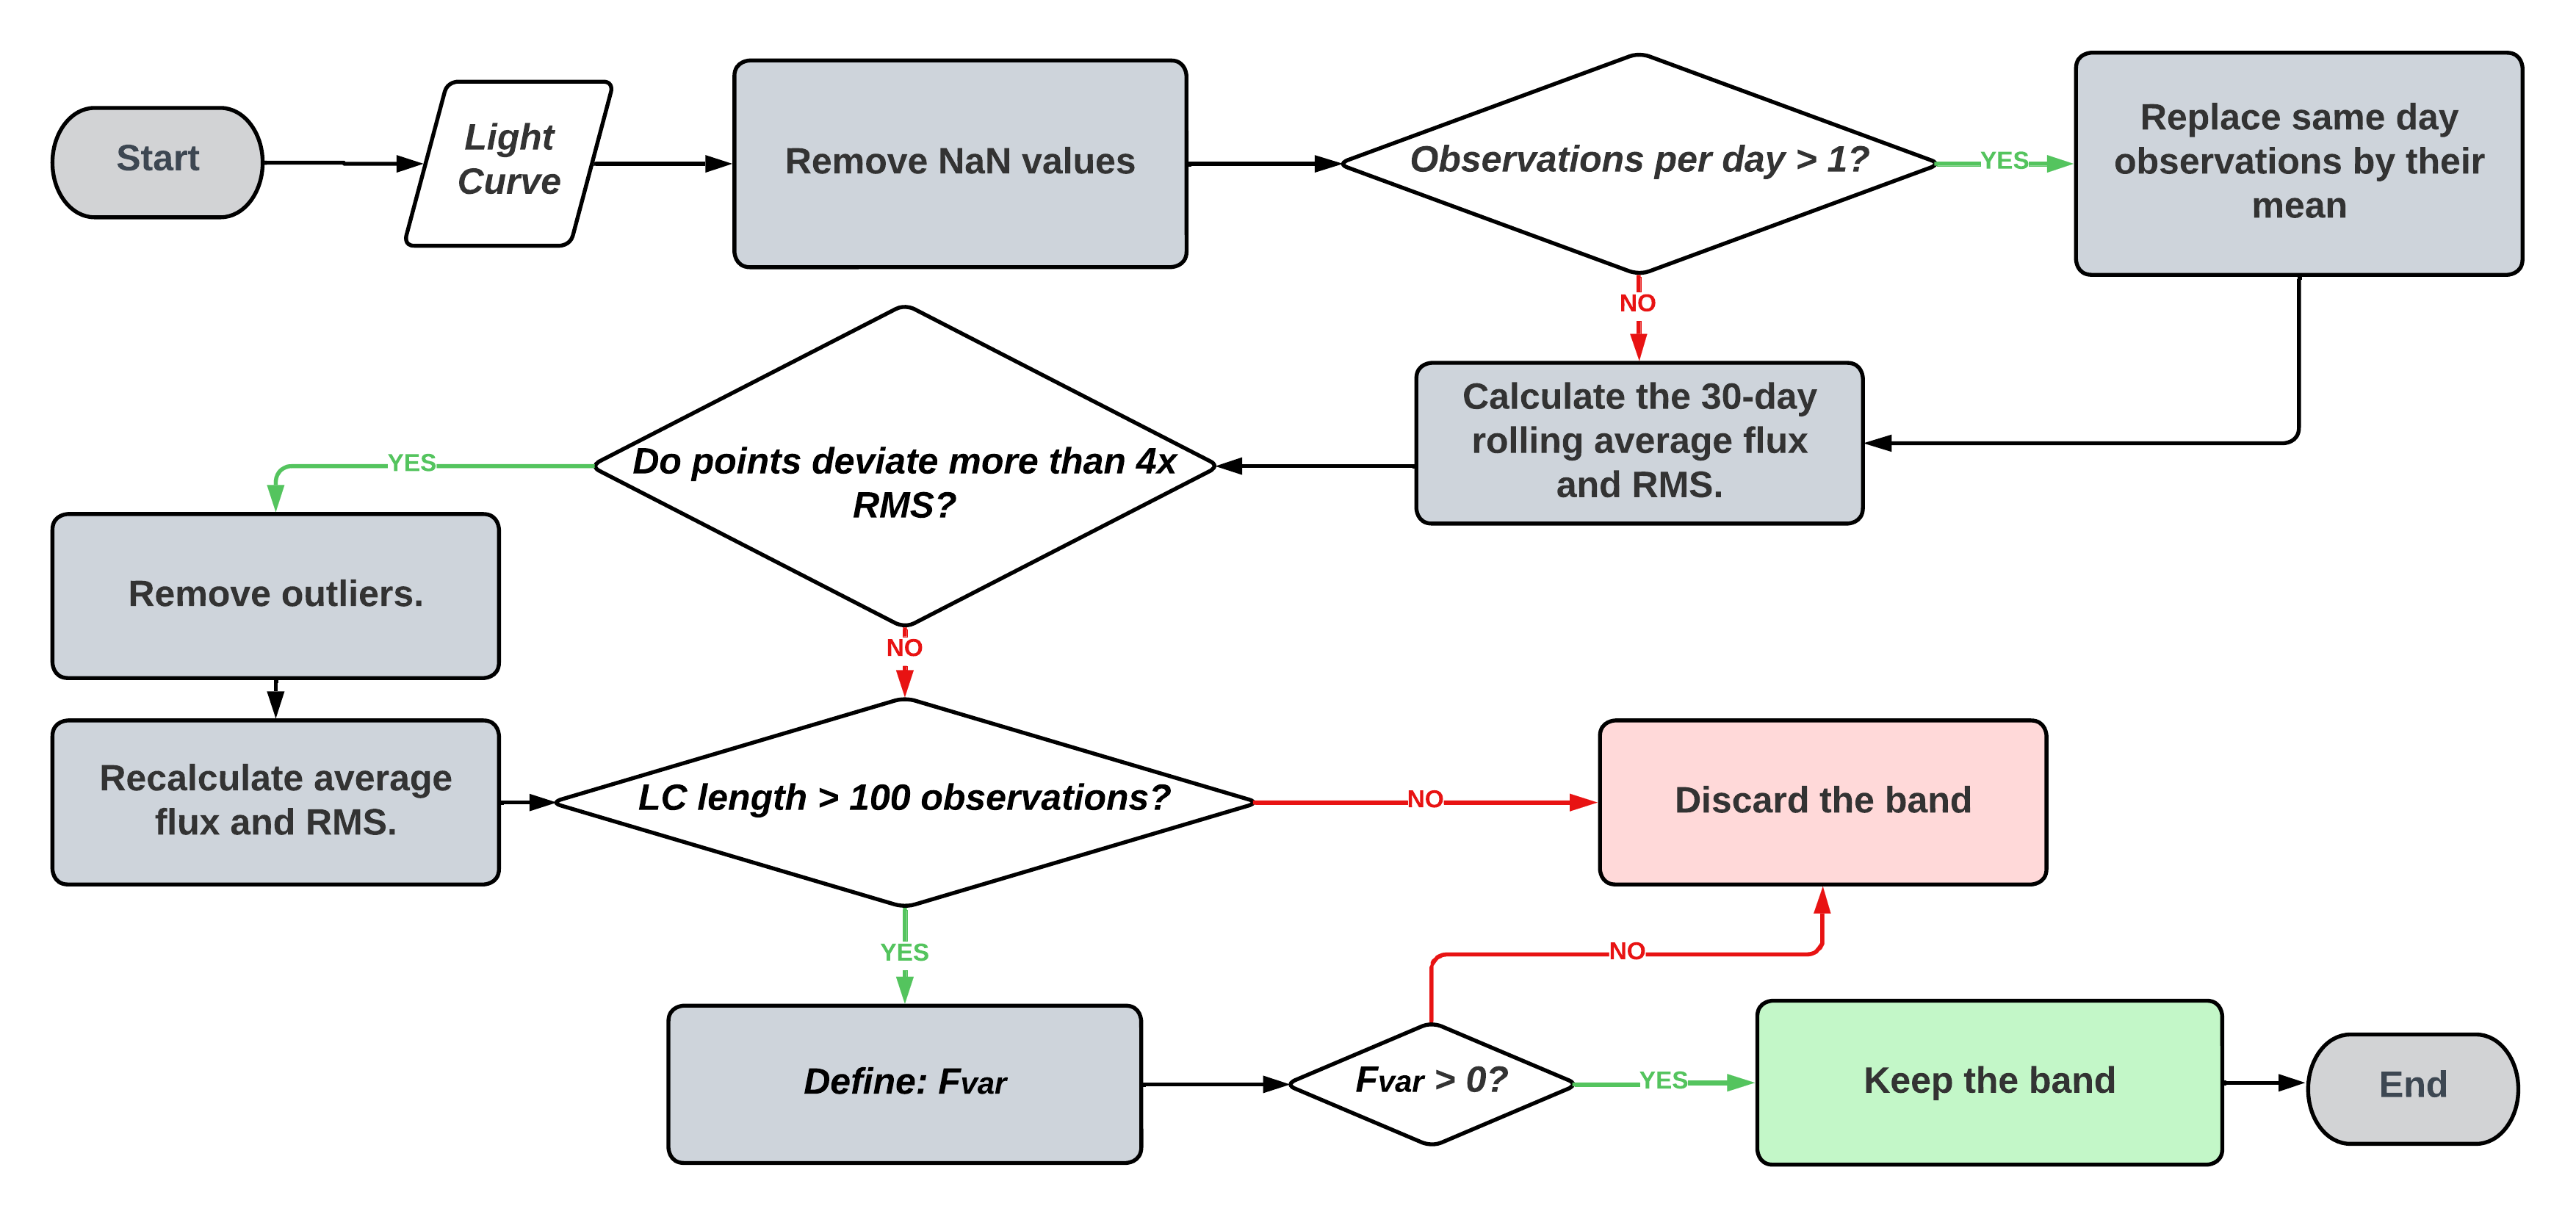 Start
Light
Curve
Remove NaN values
Observations per day > 1?
YES
Replace same day
observations by their
mean
NO
Calculate the 30-day
rolling average flux
and RMS.
Do points deviate more than 4x
RMS?
YES
Remove outliers.
NO
Recalculate average
flux and RMS.
LC length > 100 observations?
NO
Discard the band
YES
NO
Define: Fvar
Fvar > 0?
YES
Keep the band
End